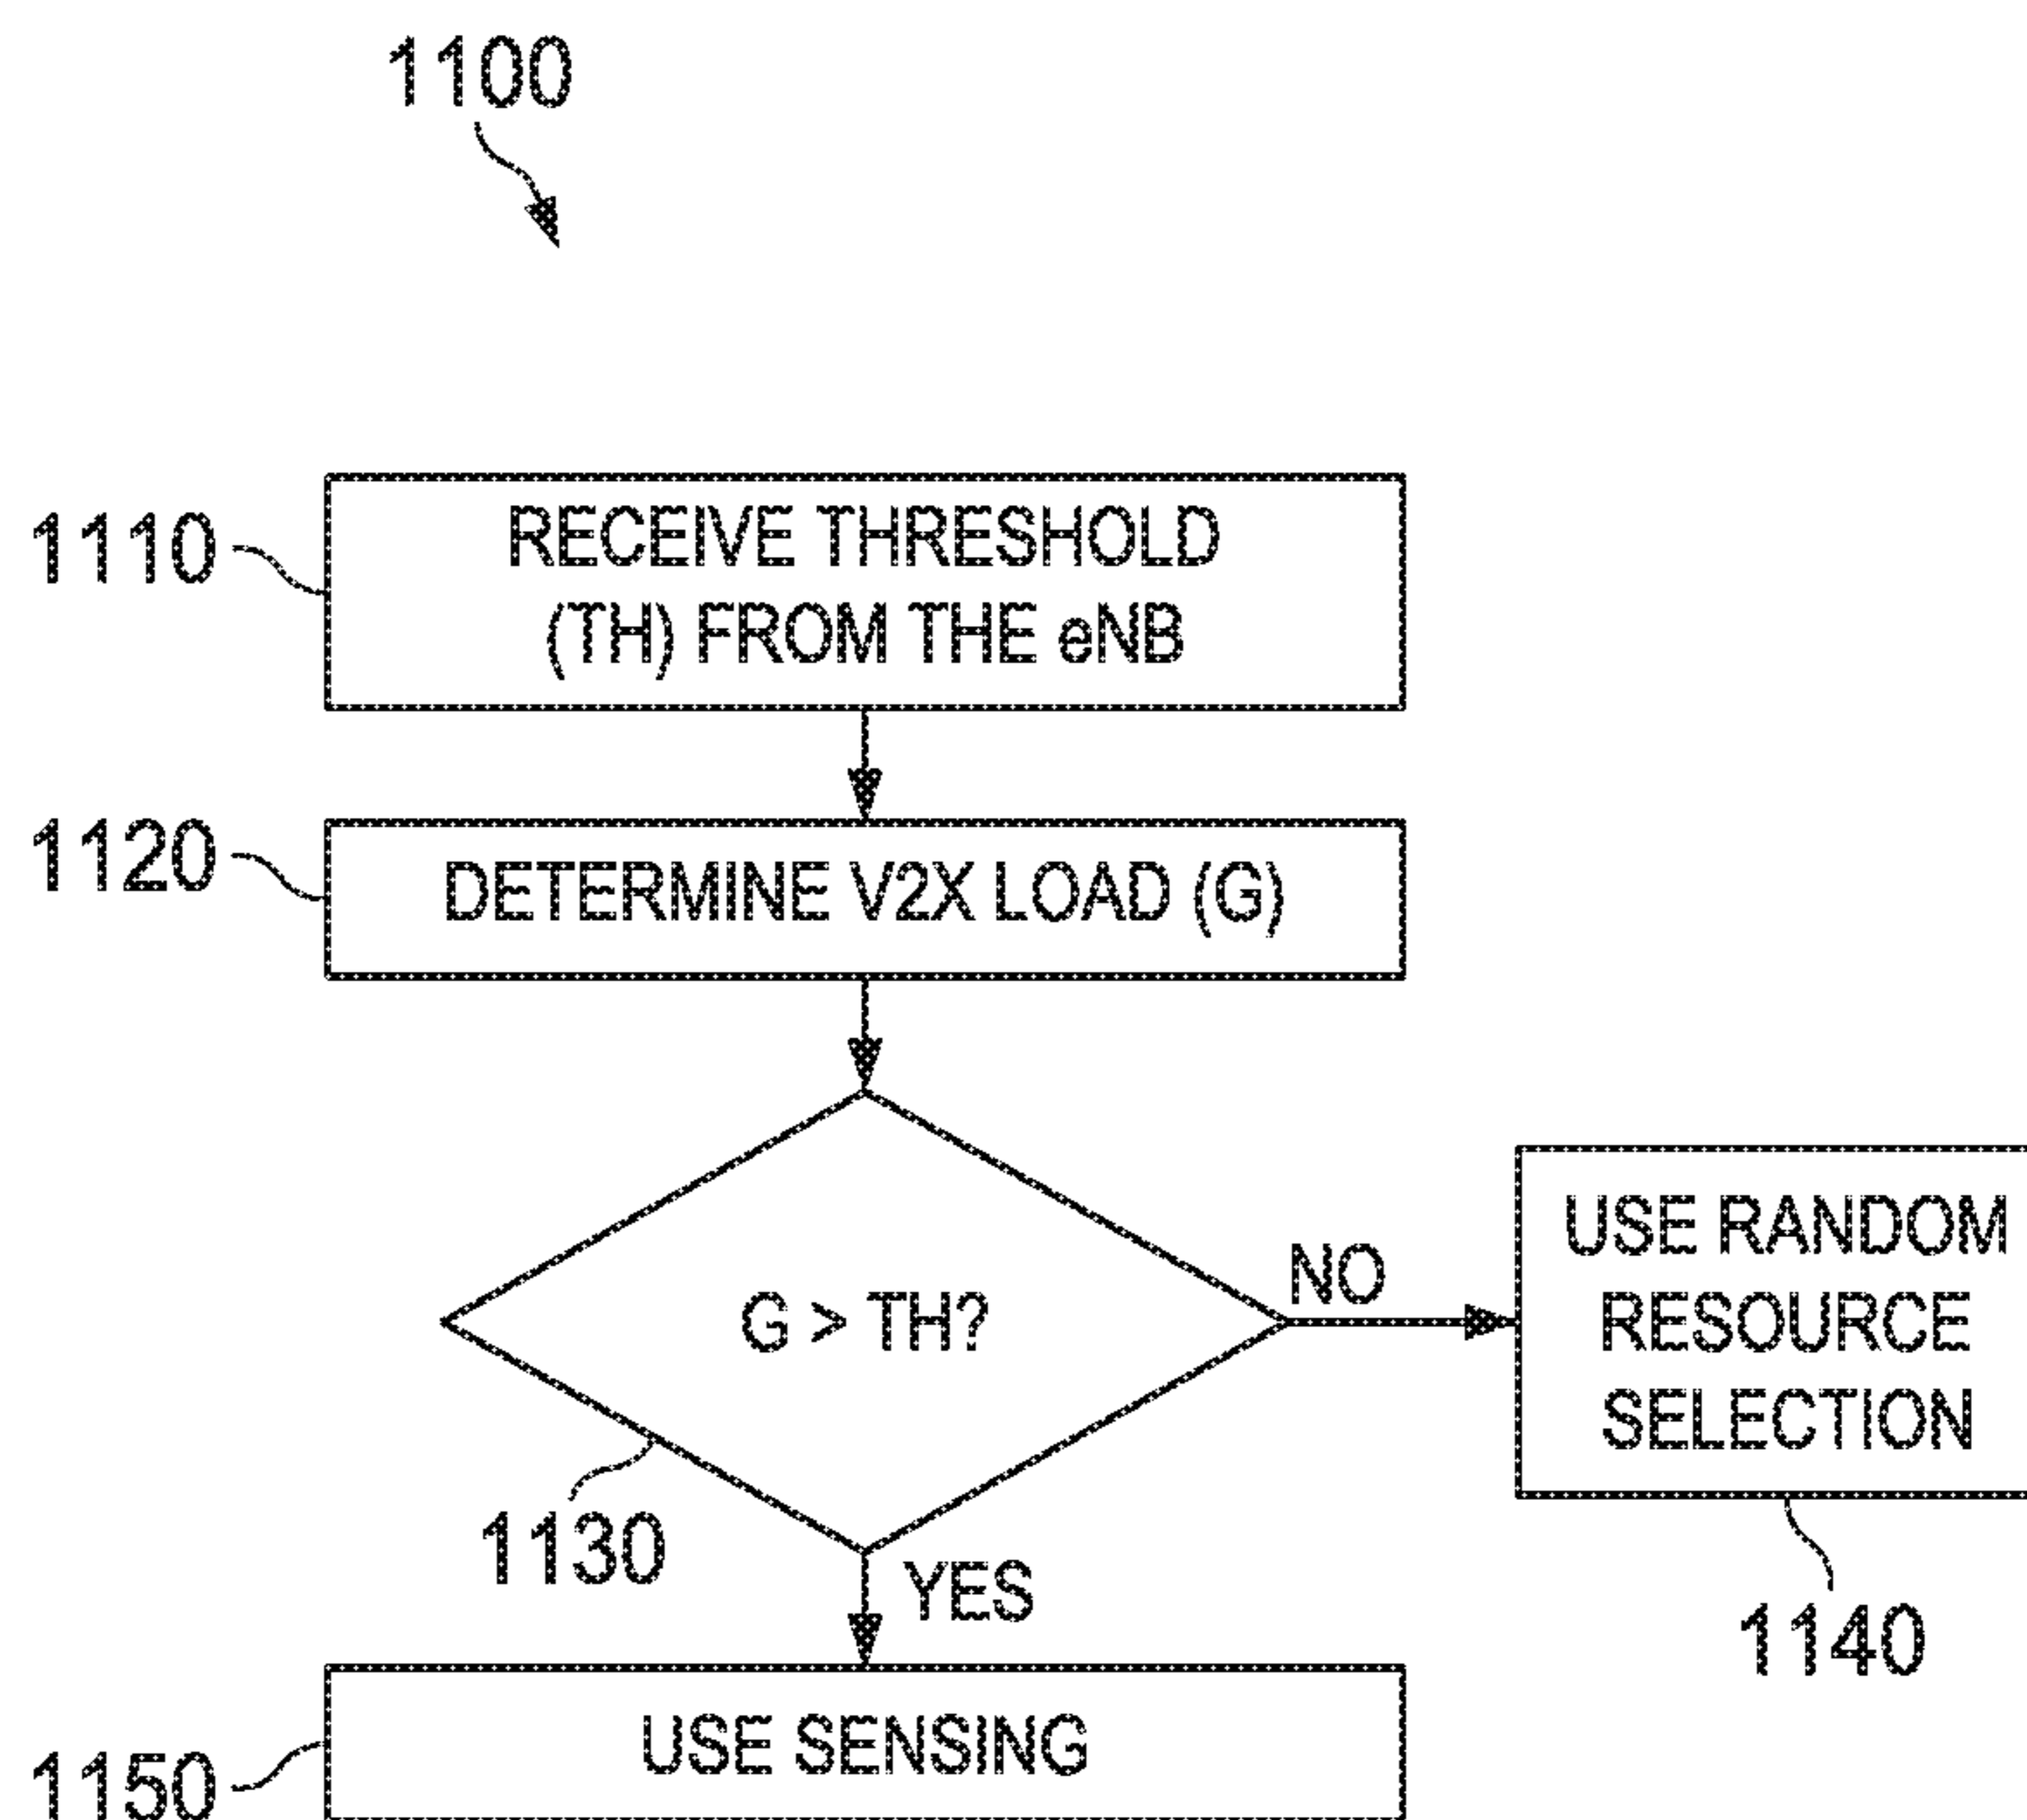 1100
1110
RECEIVE THRESHOLD
(TH) FROM THE eNB
1120
DETERMINE V2X LOAD (G)
G > TH?
NO
USE RANDOM
RESOURCE
SELECTION
1130
YES
1140
USE SENSING
1150